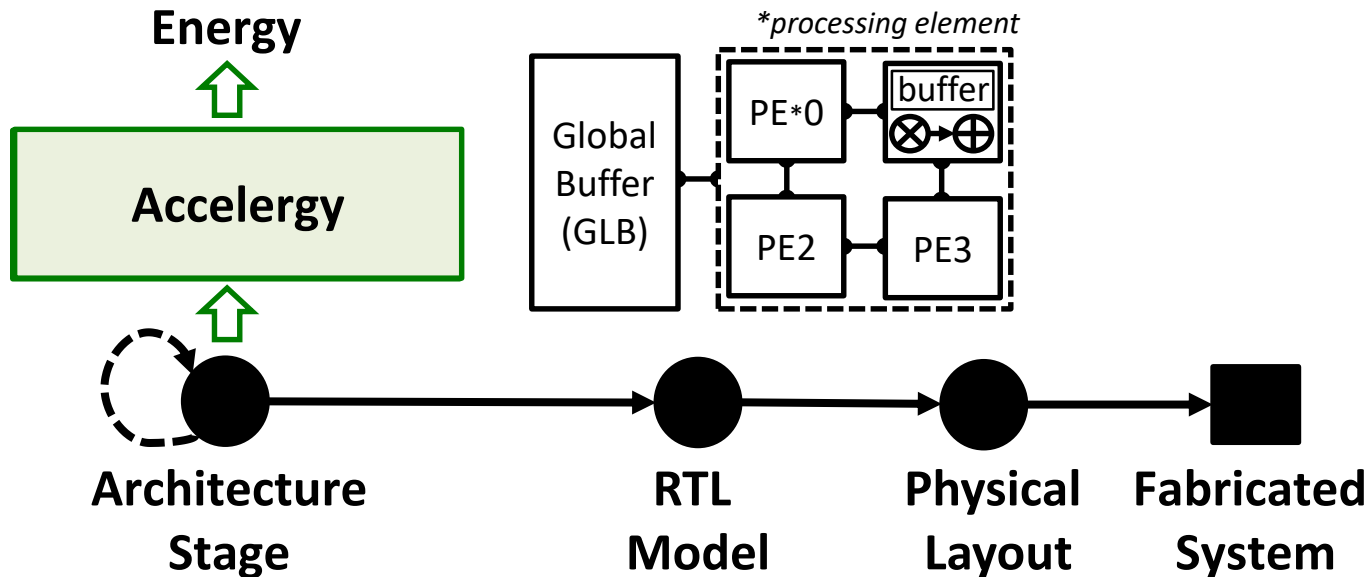 Energy
*processing element
Accelergy
Global
Buffer
(GLB)
PE*0
buffer
PE2
PE3
Architecture
Stage
RTL
Model
Physical
Layout
Fabricated
System